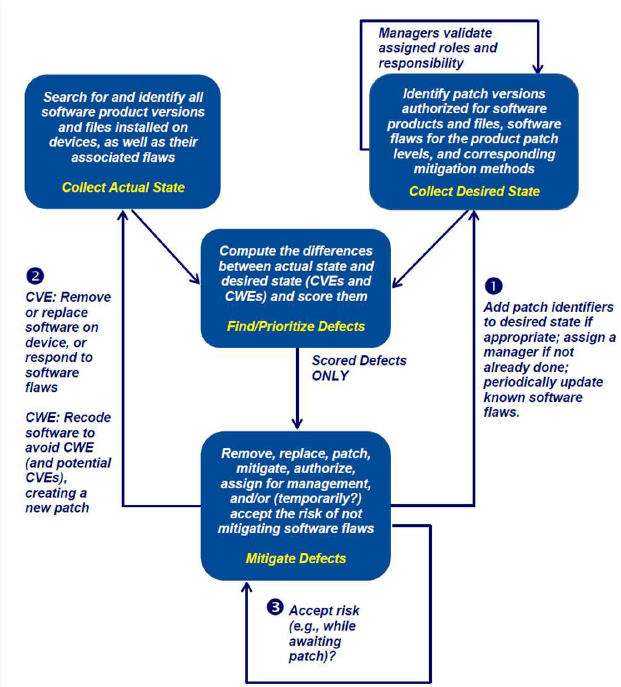 Managers validate
assigned roles and
responsibility
Search for and identify all
software product versions
and files installed on
devices, as well as their
associated flaws
Collect Actual State
Identify patch versions
authorized for software
products and files, software
flaws for the product patch
levels, and corresponding
mitigation methods
Collect Desired State
Compute the differences
between actual state and
desired state (CVEs and
CWEs) and score them
Find/Prioritize Defects
2
CVE: Remove
or replace
software on
device, or
respond to
software
flaws
CWE: Recode
software to
avoid CWE
(and potential
CVEs),
creating a
new patch
1
Add patch identifiers
to desired state if
appropriate; assign a
manager if not
already done;
periodically update
known software
flaws.
Scored Defects
ONLY
Remove, replace, patch,
mitigate, authorize,
assign for management,
and/or (temporarily?)
accept the risk of not
mitigating software flaws
Mitigate Defects
3 Accept risk
(e.g., while
awaiting
patch)?